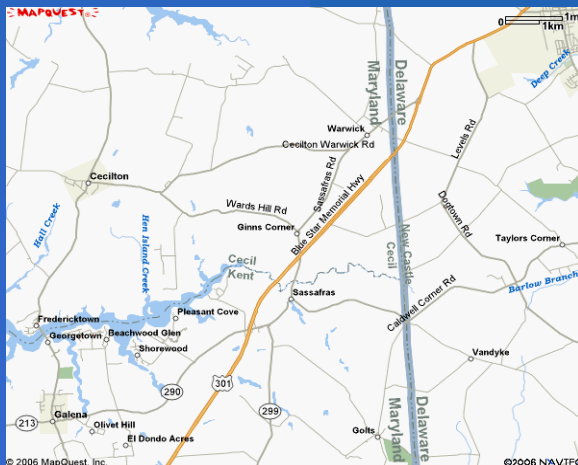 MAPQUEST®
0 1m
1km
Deep Creek
Maryland
Delaware
Warwick
Cecilton Warwick Rd
Levels Rd
Sassafras Rd
Cecilton
Wards Hill Rd
Blue Star Memorial Hwy
Dogtown Rd
Hall Creek
Hen Island Creek
Ginns Corner
New Castle
Cecil
Taylors Corner
Cecil
Kent
Barlow Branch
Sassafras
Caldwell Corner Rd
Pleasant Cove
Fredericktown
Georgetown
Beachwood Glen
Shorewood
Vandyke
301
290
299
213
Galena
Olivet Hill
El Dondo Acres
Golts
Maryland
Delaware
© 2006 MapQuest, Inc.
©2006 NAVTEQ